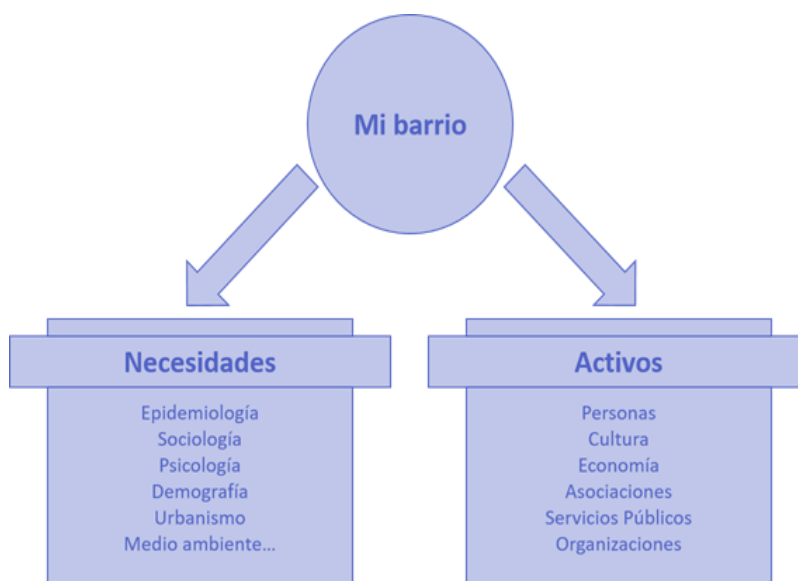 Mi barrio
Necesidades
Epidemiología
Sociología
Psicología
Demografía
Urbanismo
Medio ambiente…
Activos
Personas
Cultura
Economía
Asociaciones
Servicios Públicos
Organizaciones